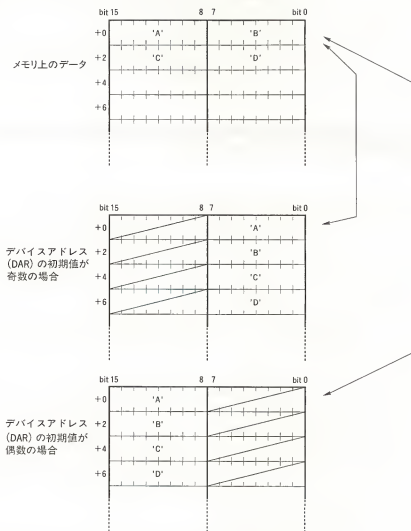 bit 15 8 7 bit 0
+0 'A' 'B'
メモリ上のデータ +2 'C' 'D'
+4
+6
bit 15 8 7 bit 0
+0 'A'
デバイスアドレス +2 'B'
(DAR) の初期値が
奇数の場合 +4 'C'
+6 'D'
bit 15 8 7 bit 0
+0 'A'
デバイスアドレス +2 'B'
(DAR) の初期値が
偶数の場合 +4 'C'
+6 'D'